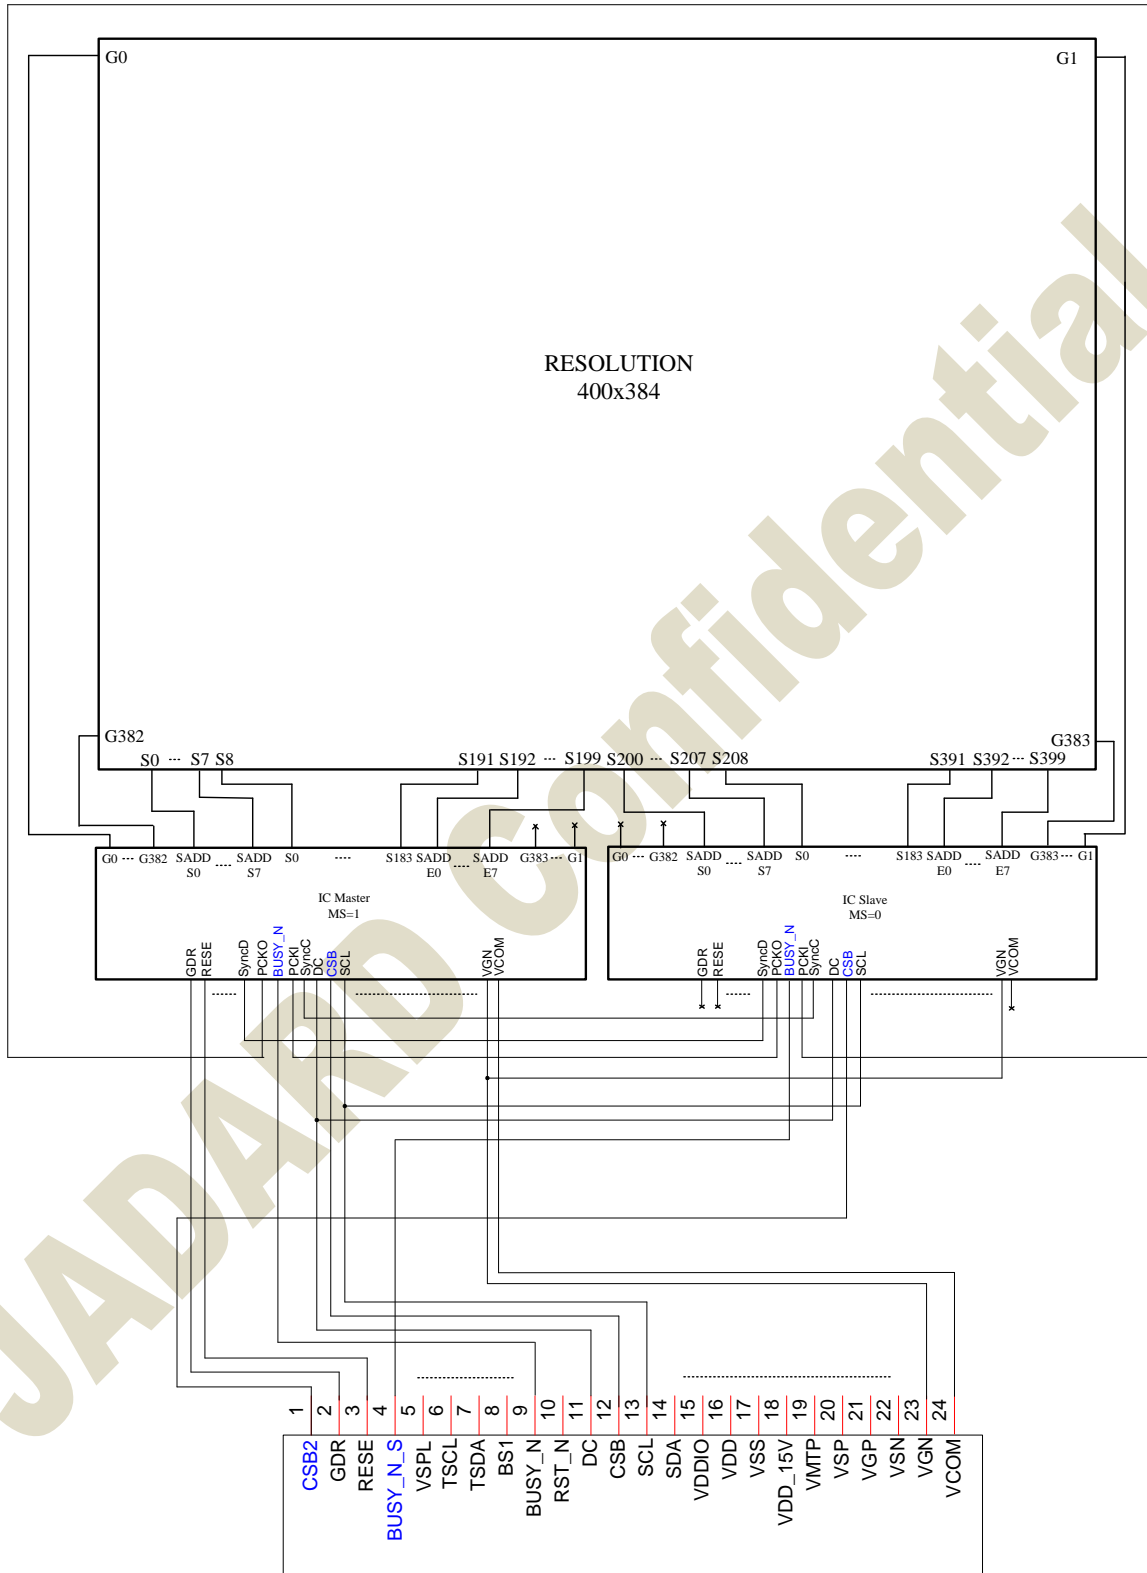 G0 G1
RESOLUTION
400x384
G382 G383
S0 ··· S7 S8 S191 S192 ··· S199 S200 ··· S207 S208 S391 S392 ··· S399
G0 ··· G382 SADD S0 ···· SADD S7 S0 ···· S183 SADD E0 ···· SADD E7 G383 ··· G1
IC Master
MS=1
GDR RESE SyncD PCKO BUSY_N PCKI SyncC DC CSB SCL VGN VCOM
G0 ··· G382 SADD S0 ···· SADD S7 S0 ···· S183 SADD E0 ···· SADD E7 G383 ··· G1
IC Slave
MS=0
GDR RESE SyncD PCKO BUSY_N PCKI SyncC DC CSB SCL VGN VCOM
1 2 3 4 5 6 7 8 9 10 11 12 13 14 15 16 17 18 19 20 21 22 23 24
CSB2 GDR RESE BUSY_N_S VSPL TSCL TSDA BS1 BUSY_N RST_N DC CSB SCL SDA VDDIO VDD VSS VDD_15V VMTP VSP VGP VSN VGN VCOM
JADARD Confidential